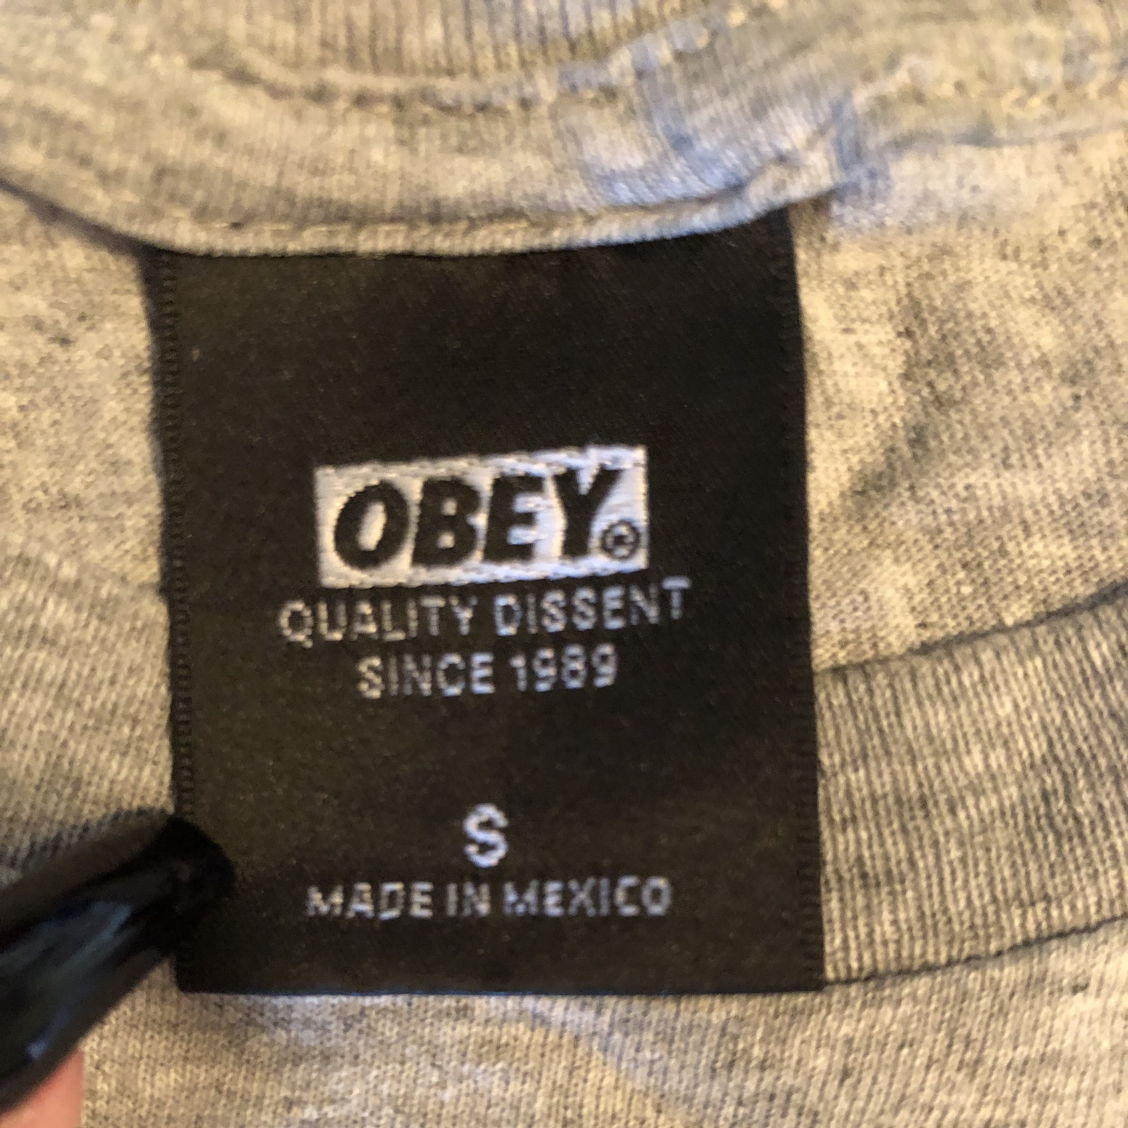 OBEY©
QUALITY DISSENT
SINCE 1989
S
MADE IN MEXICO